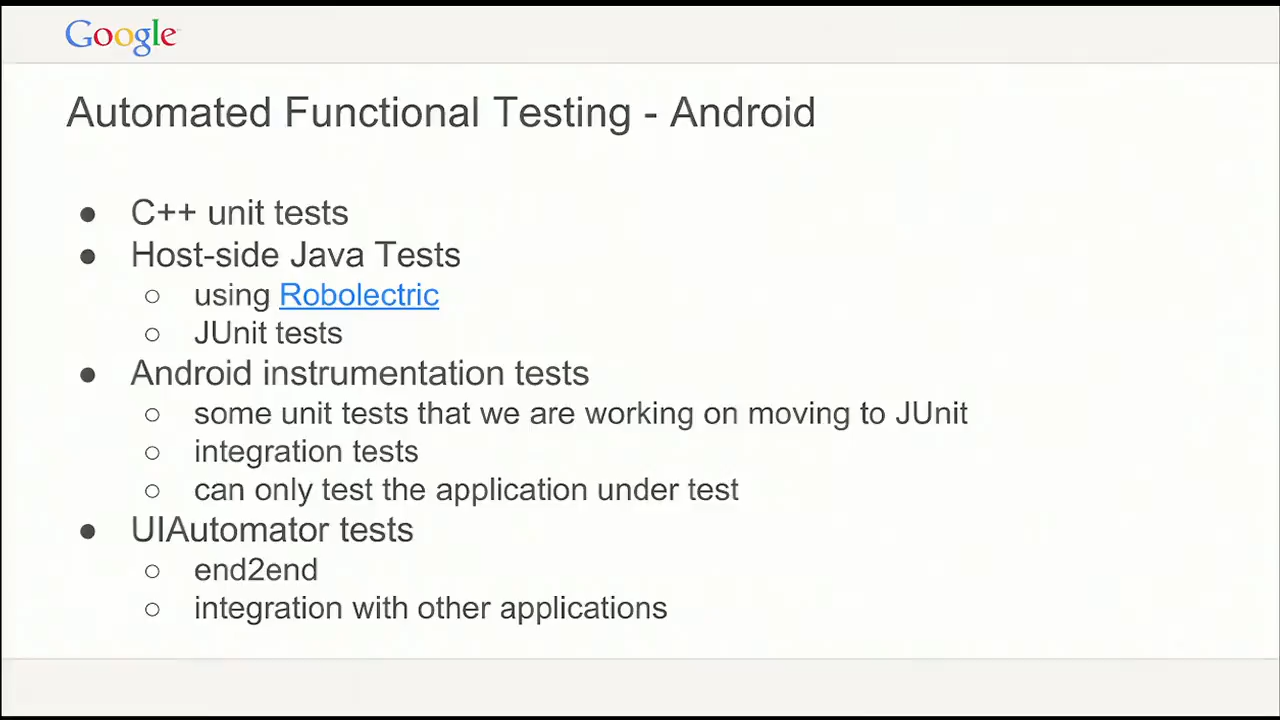 Google
Automated Functional Testing - Android
● C++ unit tests
● Host-side Java Tests
○ using Robolectric
○ JUnit tests
● Android instrumentation tests
○ some unit tests that we are working on moving to JUnit
○ integration tests
○ can only test the application under test
● UIAutomator tests
○ end2end
○ integration with other applications